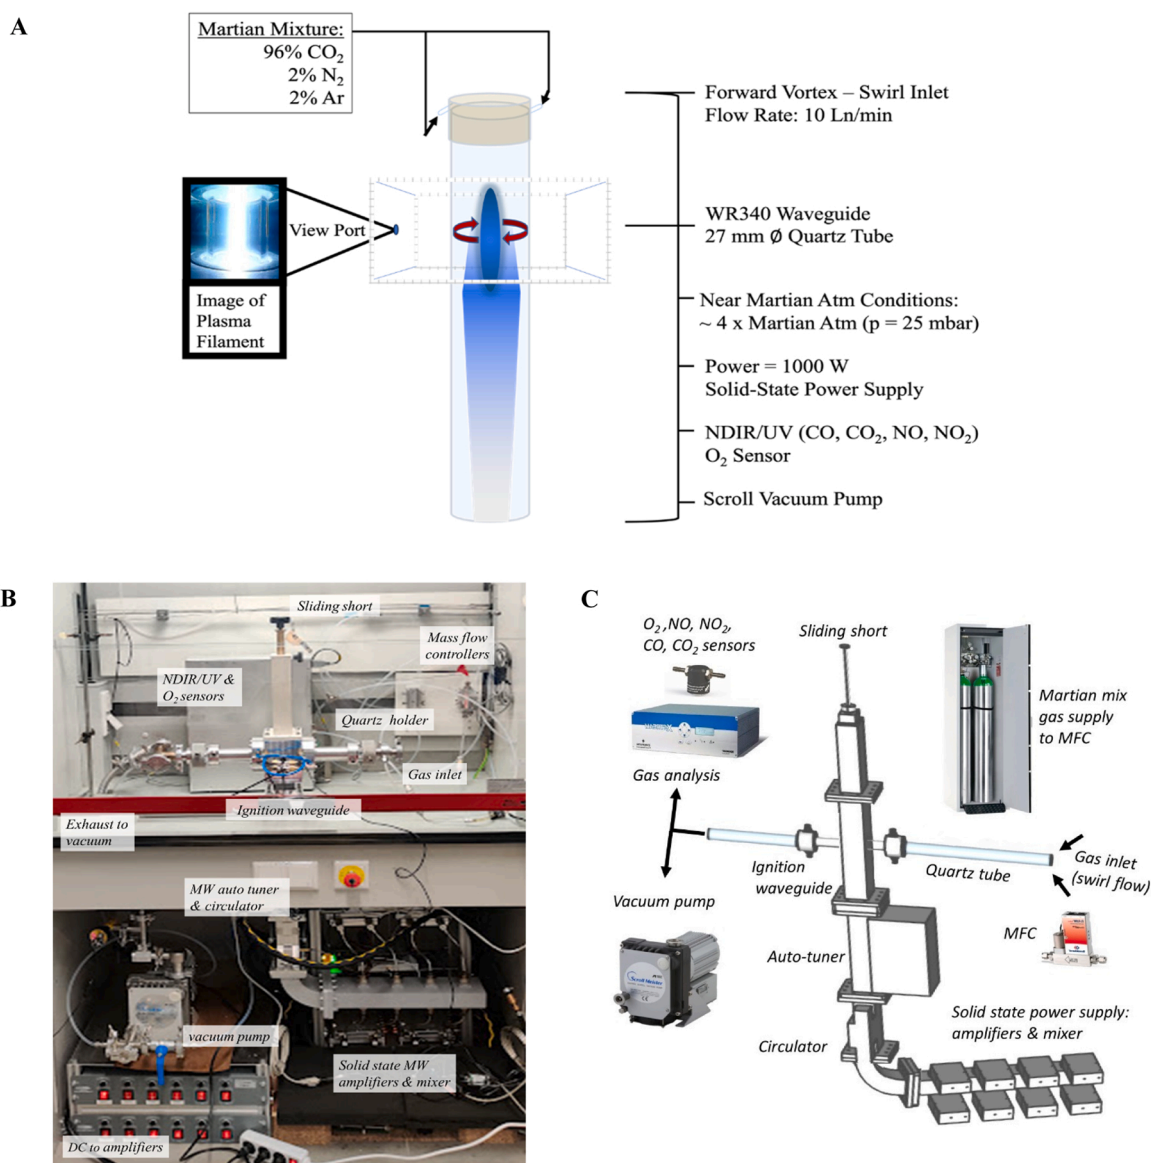 A
Martian Mixture:
96% CO₂
2% N₂
2% Ar
Forward Vortex – Swirl Inlet
Flow Rate: 10 Ln/min
View Port
Image of
Plasma
Filament
WR340 Waveguide
27 mm Ø Quartz Tube
Near Martian Atm Conditions:
~ 4 x Martian Atm (p = 25 mbar)
Power = 1000 W
Solid-State Power Supply
NDIR/UV (CO, CO₂, NO, NO₂)
O₂ Sensor
Scroll Vacuum Pump
B
Sliding short
Mass flow
controllers
NDIR/UV &
O₂ sensors
Quartz holder
Gas inlet
Ignition waveguide
Exhaust to
vacuum
MW auto tuner
& circulator
vacuum pump
Solid state MW
amplifiers & mixer
DC to amplifiers
C
O₂ ,NO, NO₂,
CO, CO₂ sensors
Sliding short
Martian mix
gas supply
to MFC
Gas analysis
Ignition
waveguide
Quartz tube
Gas inlet
(swirl flow)
Vacuum pump
MFC
Auto-tuner
Solid state power supply:
amplifiers & mixer
Circulator